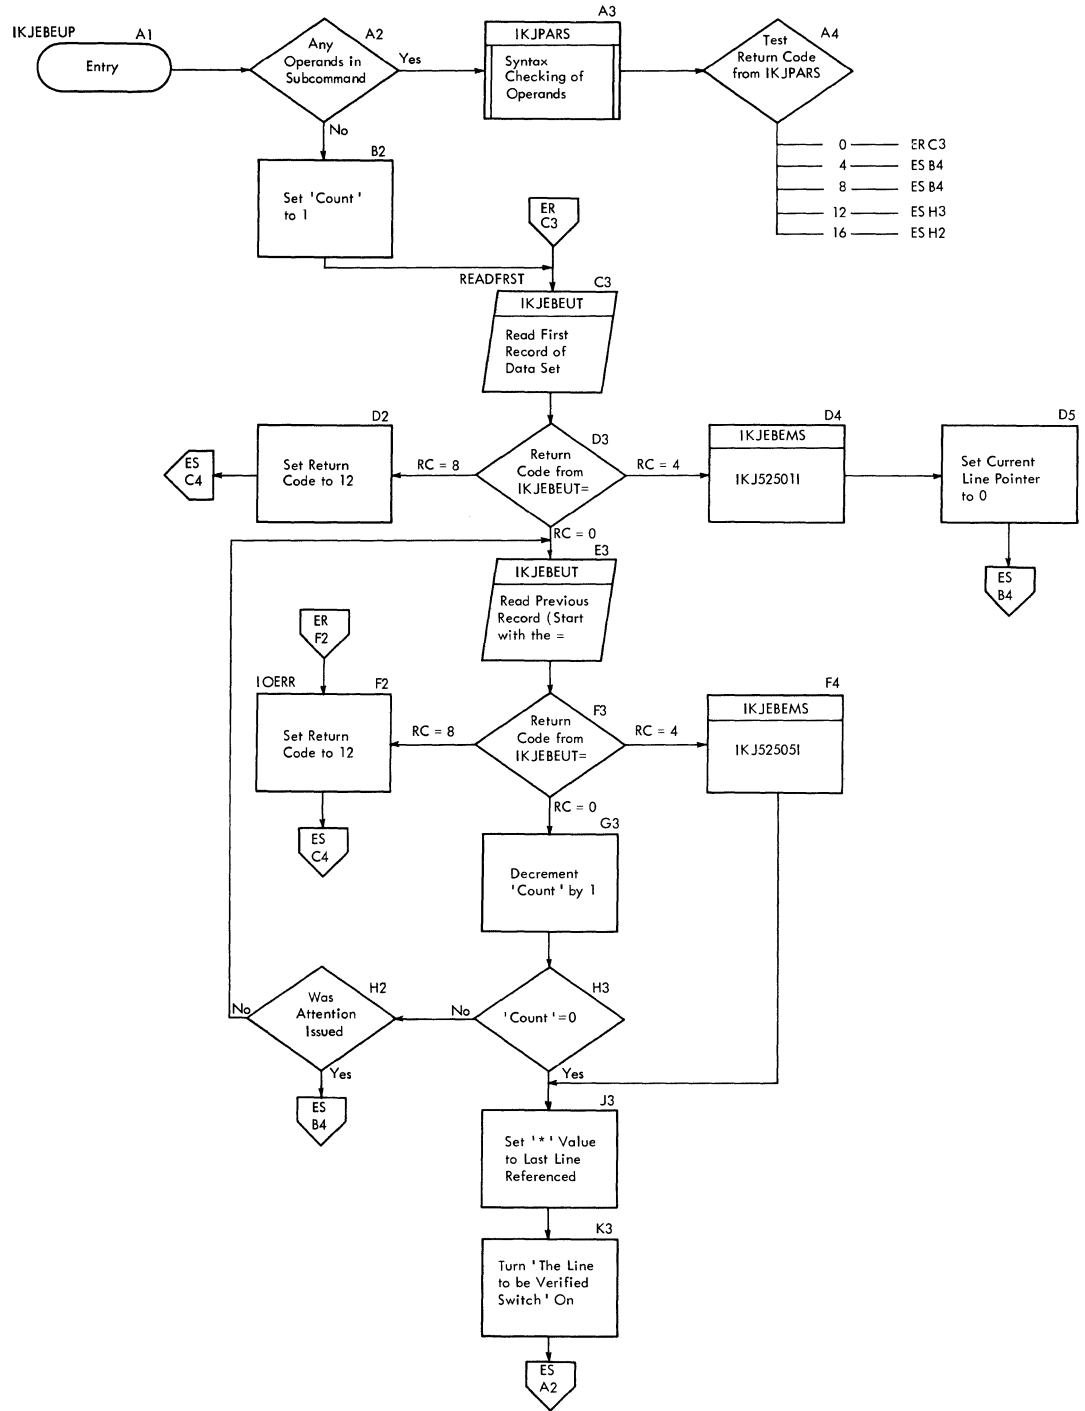 IKJEBEUP
A1
Entry
A2
Any
Operands in
Subcommand
Yes
No
A3
IKJPARS
Syntax
Checking of
Operands
A4
Test
Return Code
from IKJPARS
0 ER C3
4 ES B4
8 ES B4
12 ES H3
16 ES H2
B2
Set 'Count'
to 1
ER
C3
READFRST
C3
IKJEBEUT
Read First
Record of
Data Set
D2
Set Return
Code to 12
ES
C4
RC = 8
D3
Return
Code from
IKJEBEUT=
RC = 4
RC = 0
D4
IKJEBEMS
IKJ52501I
D5
Set Current
Line Pointer
to 0
ES
B4
E3
IKJEBEUT
Read Previous
Record (Start
with the =
ER
F2
IOERR
F2
Set Return
Code to 12
ES
C4
RC = 8
F3
Return
Code from
IKJEBEUT=
RC = 4
RC = 0
F4
IKJEBEMS
IKJ52505I
G3
Decrement
'Count' by 1
H2
Was
Attention
Issued
No
Yes
ES
B4
H3
'Count'=0
No
Yes
J3
Set '*' Value
to Last Line
Referenced
K3
Turn 'The Line
to be Verified
Switch' On
ES
A2